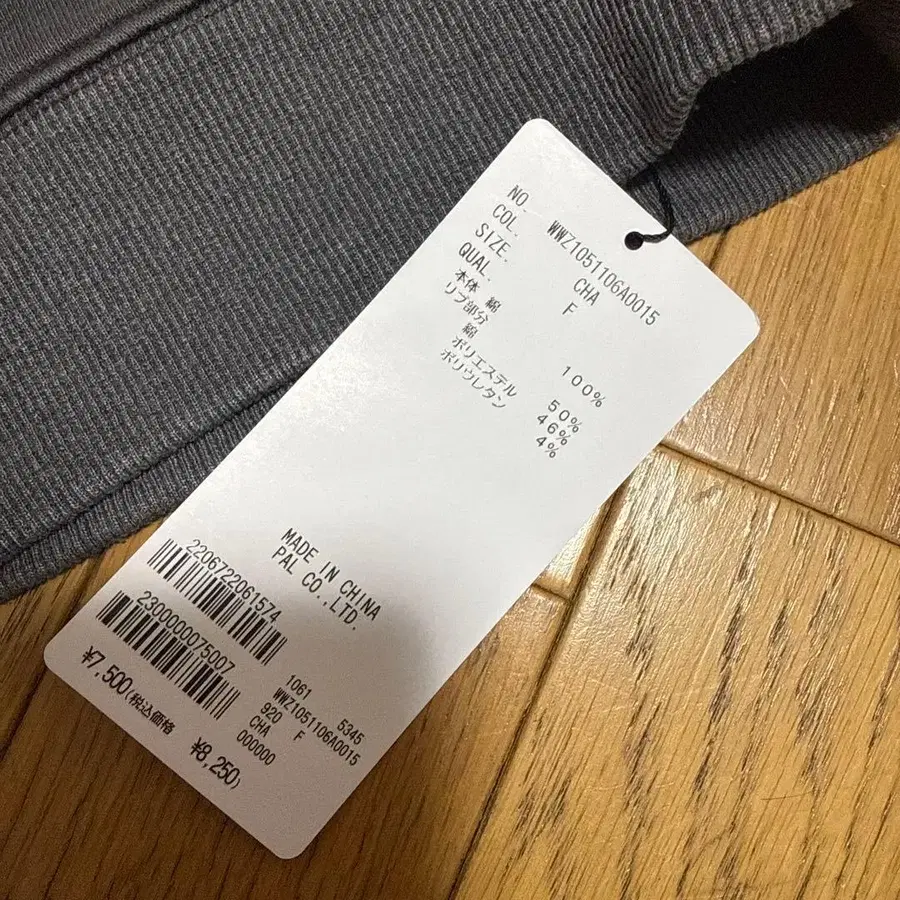 NO. WWZ1051106A0015
COL. CHA
SIZE. F
QUAL.
本体 綿 100%
リブ部分
綿 50%
ポリエステル 46%
ポリウレタン 4%
MADE IN CHINA
PAL CO.,LTD.
2206722061574
2300000075007
1061 5345
WWZ1051106A0015
920 F
CHA
000000
¥7,500(税込価格 ¥8,250)